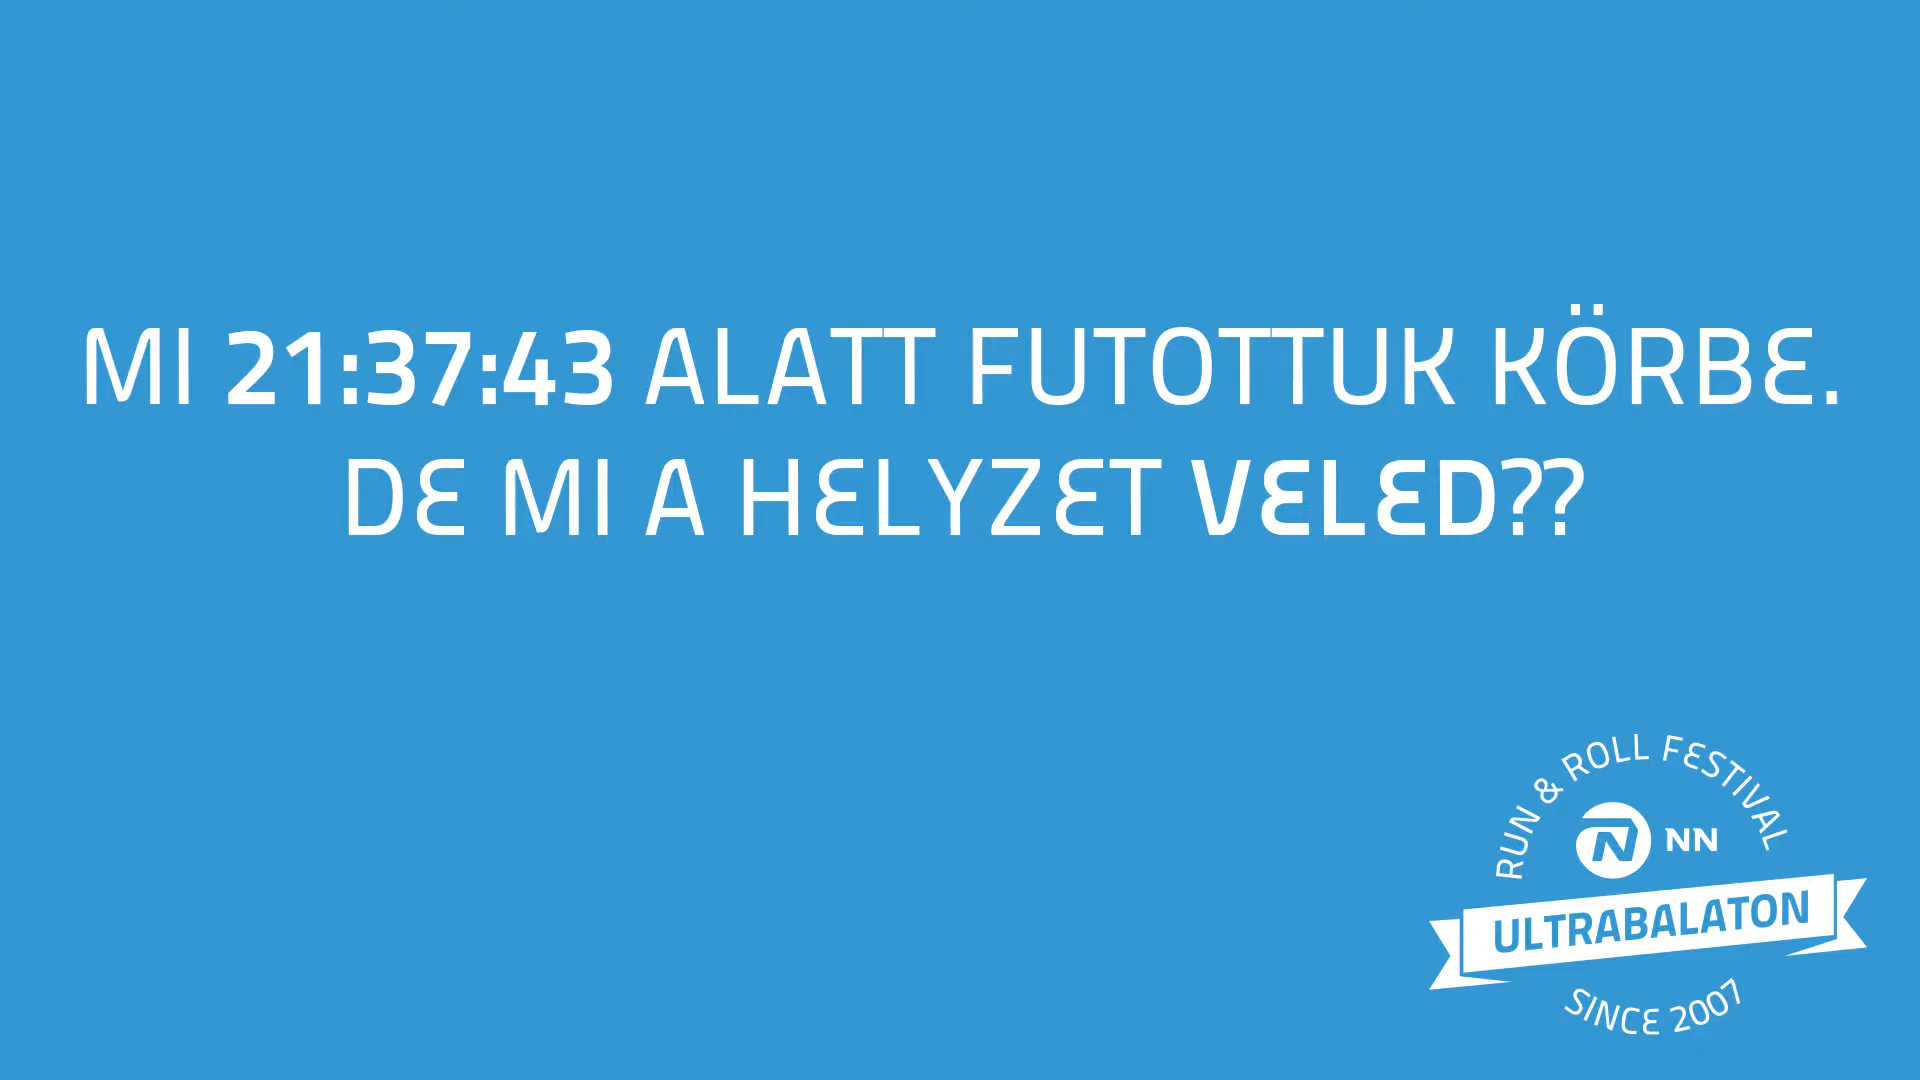 MI 21:37:43 ALATT FUTOTTUK KÖRBE.
DE MI A HELYZET VELED??
RUN & ROLL FESTIVAL
NN
ULTRABALATON
SINCE 2007